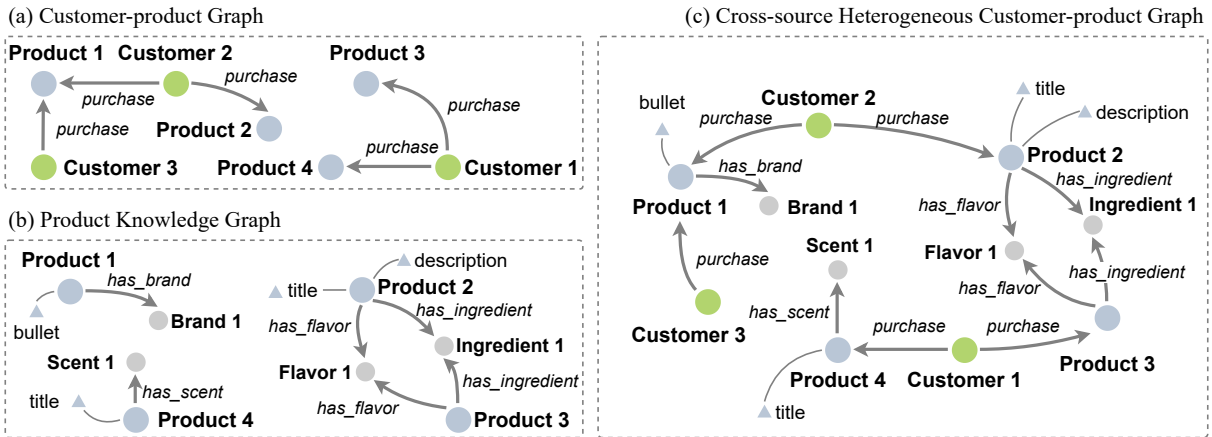 (a) Customer-product Graph
Product 1
Customer 2
Product 3
purchase
purchase
purchase
Product 2
purchase
purchase
Customer 3
Product 4
Customer 1
(b) Product Knowledge Graph
Product 1
has_brand
bullet
Brand 1
Scent 1
has_scent
title
Product 4
description
title
Product 2
has_flavor
has_ingredient
Ingredient 1
Flavor 1
has_ingredient
has_flavor
Product 3
(c) Cross-source Heterogeneous Customer-product Graph
title
bullet
Customer 2
description
purchase
purchase
Product 2
has_brand
has_ingredient
Product 1
Brand 1
has_flavor
Ingredient 1
Scent 1
Flavor 1
purchase
has_ingredient
has_flavor
has_scent
Customer 3
purchase
purchase
Product 4
Customer 1
Product 3
title